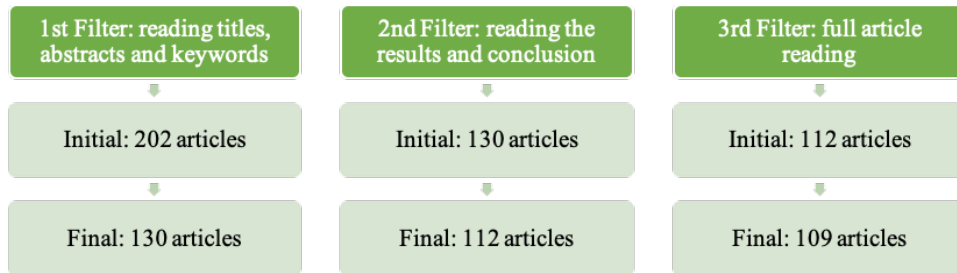 1st Filter: reading titles,
abstracts and keywords
Initial: 202 articles
Final: 130 articles
2nd Filter: reading the
results and conclusion
Initial: 130 articles
Final: 112 articles
3rd Filter: full article
reading
Initial: 112 articles
Final: 109 articles